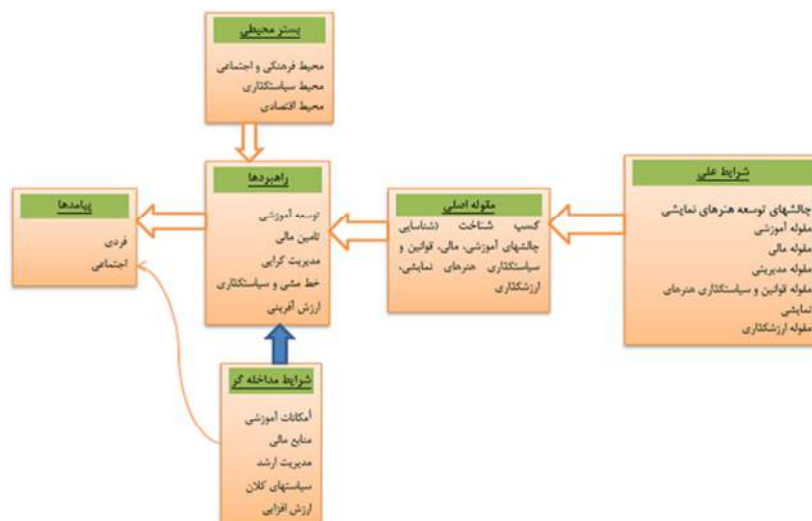 بستر محیطی
محیط فرهنگی و اجتماعی
محیط سیاستگذاری
محیط اقتصادی
شرایط علی
چالشهای توسعه هنرهای نمایشی
مقوله آموزشی
مقوله مالی
مقوله مدیریتی
مقوله قوانین و سیاستگذاری هنرهای
نمایشی
مقوله ارزشگذاری
مقوله اصلی
کسب شناخت (شناسایی
چالشهای آموزشی، مالی، قوانین و
سیاستگذاری هنرهای نمایشی،
ارزشگذاری
راهبردها
توسعه آموزشی
تامین مالی
مدیریت گرایی
خط مشی و سیاستگذاری
ارزش آفرینی
پیامدها
فردی
اجتماعی
شرایط مداخله گر
امکانات آموزشی
منابع مالی
مدیریت ارشد
سیاستهای کلان
ارزش افزایی